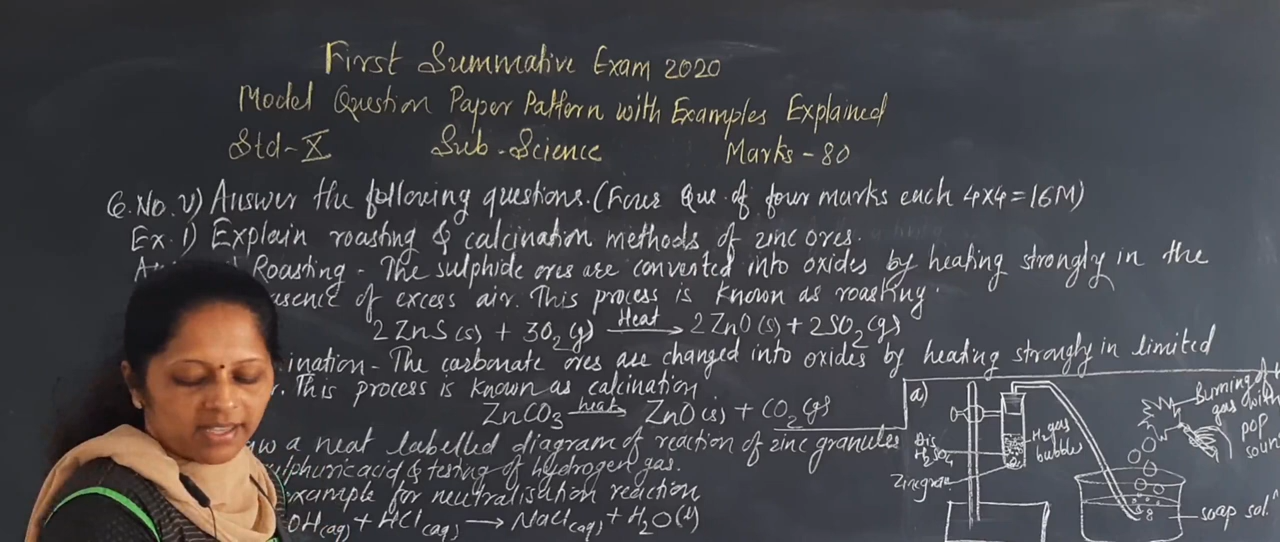 First Summative Exam 2020
Model Question Paper Pattern with Examples Explained
Std-X Sub-Science Marks-80
Q.No.V) Answer the following questions.(Four Que.of four marks each 4x4=16M)
Ex.1) Explain roasting & calcination methods of zinc ores.
Roasting - The sulphide ores are converted into oxides by heating strongly in the
esence of excess air. This process is known as roasting.
2 ZnS(s) + 3O₂(g) Heat → 2 ZnO(s) + 2SO₂(g)
ination - The carbonate ores are changed into oxides by heating strongly in limited
. This process is known as calcination
ZnCO₃ heat → ZnO(s) + CO₂(g)
aw a neat labelled diagram of reaction of zinc granules
sulphuric acid & testing of hydrogen gas.
example for neutralisation reaction
OH(aq) + HCl(aq) → NaCl(aq) + H₂O(l)
a)
Burning of H
gas with
pop
soun
H₂ gas
bubbles
Dis
H₂SO₄
Zinc gran
soap solⁿ